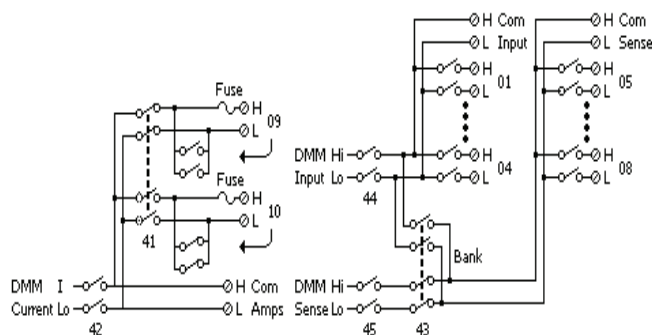 H Com
L Input
H
01
L
H
04
L
H Com
L Sense
H
05
L
H
08
L
Fuse
H
09
L
Fuse
H
10
L
41
DMM I
Current Lo
42
H Com
L Amps
DMM Hi
Input Lo
44
Bank
DMM Hi
Sense Lo
45
43